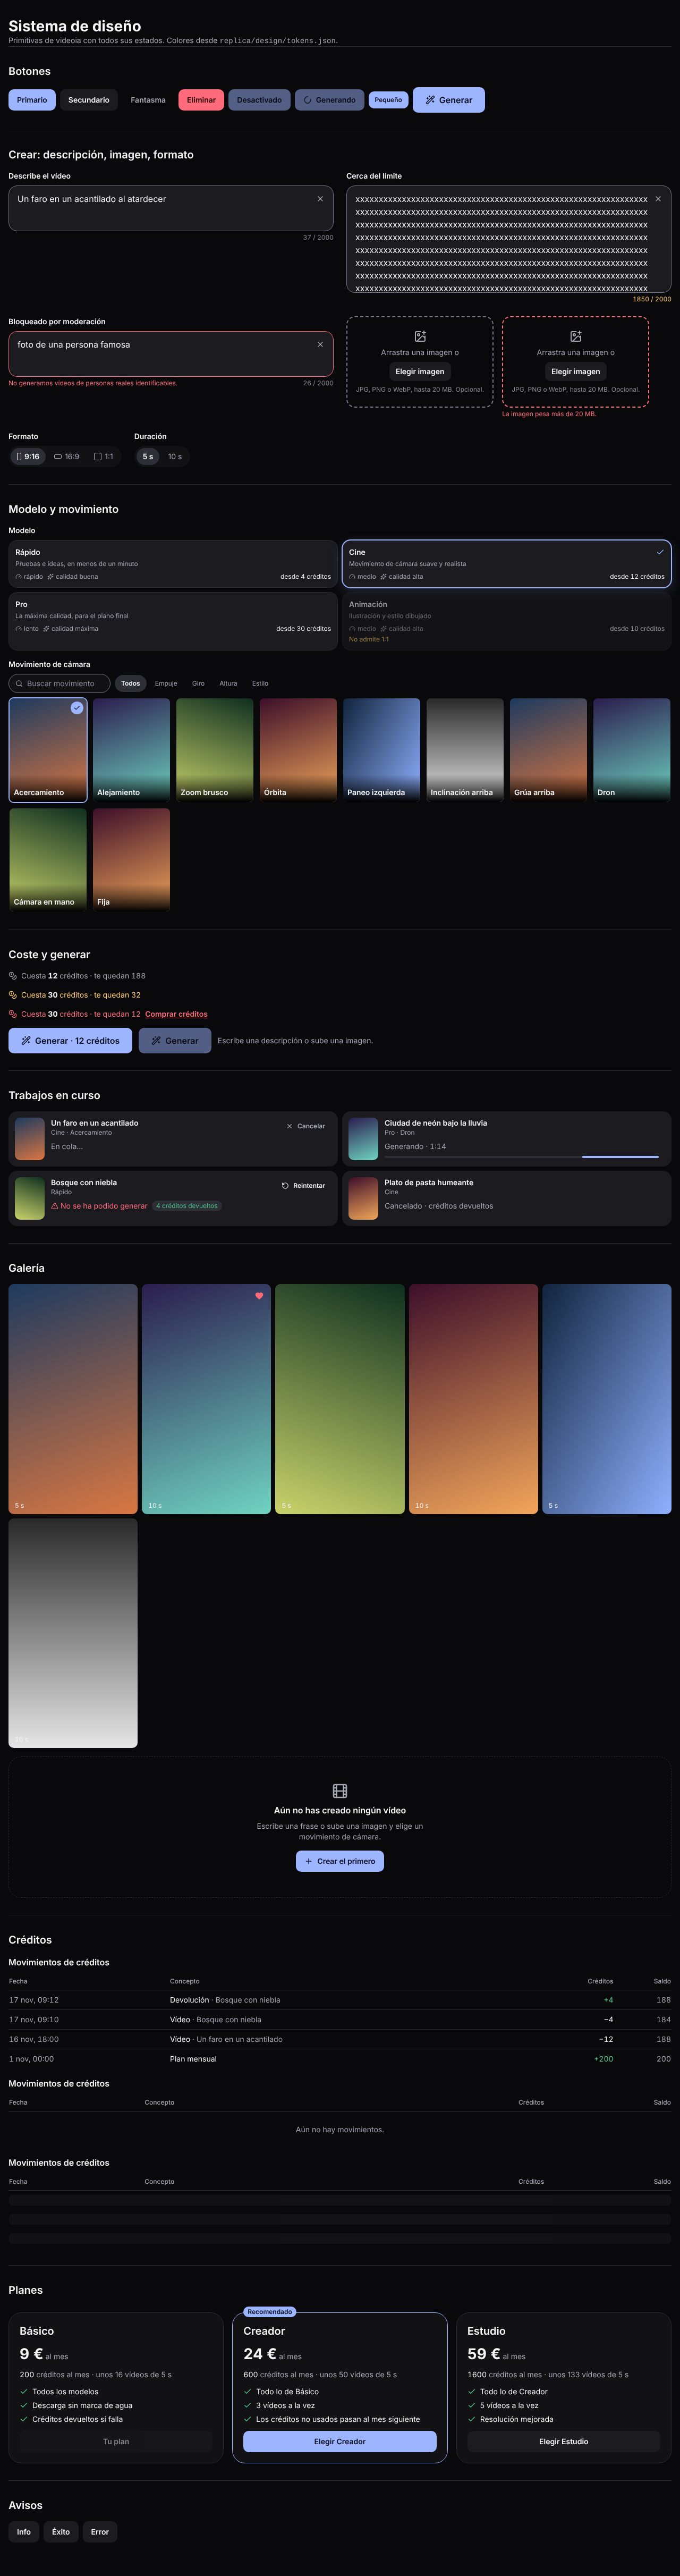 Sistema de diseño
Primitivas de videoia con todos sus estados. Colores desde replica/design/tokens.json.
Botones
Primario
Secundario
Fantasma
Eliminar
Desactivado
Generando
Pequeño
Generar
Crear: descripción, imagen, formato
Describe el vídeo
Un faro en un acantilado al atardecer
37 / 2000
Cerca del límite
xxxxxxxxxxxxxxxxxxxxxxxxxxxxxxxxxxxxxxxxxxxxxxxxxxxxxxxxxxxxxxx
xxxxxxxxxxxxxxxxxxxxxxxxxxxxxxxxxxxxxxxxxxxxxxxxxxxxxxxxxxxxxxx
xxxxxxxxxxxxxxxxxxxxxxxxxxxxxxxxxxxxxxxxxxxxxxxxxxxxxxxxxxxxxxx
xxxxxxxxxxxxxxxxxxxxxxxxxxxxxxxxxxxxxxxxxxxxxxxxxxxxxxxxxxxxxxx
xxxxxxxxxxxxxxxxxxxxxxxxxxxxxxxxxxxxxxxxxxxxxxxxxxxxxxxxxxxxxxx
xxxxxxxxxxxxxxxxxxxxxxxxxxxxxxxxxxxxxxxxxxxxxxxxxxxxxxxxxxxxxxx
xxxxxxxxxxxxxxxxxxxxxxxxxxxxxxxxxxxxxxxxxxxxxxxxxxxxxxxxxxxxxxx
xxxxxxxxxxxxxxxxxxxxxxxxxxxxxxxxxxxxxxxxxxxxxxxxxxxxxxxxxxxxxxx
1850 / 2000
Bloqueado por moderación
foto de una persona famosa
No generamos vídeos de personas reales identificables.
26 / 2000
Arrastra una imagen o
Elegir imagen
JPG, PNG o WebP, hasta 20 MB. Opcional.
Arrastra una imagen o
Elegir imagen
JPG, PNG o WebP, hasta 20 MB. Opcional.
La imagen pesa más de 20 MB.
Formato
9:16
16:9
1:1
Duración
5 s
10 s
Modelo y movimiento
Modelo
Rápido
Pruebas e ideas, en menos de un minuto
rápido calidad buena
desde 4 créditos
Cine
Movimiento de cámara suave y realista
medio calidad alta
desde 12 créditos
Pro
La máxima calidad, para el plano final
lento calidad máxima
desde 30 créditos
Animación
Ilustración y estilo dibujado
medio calidad alta
desde 10 créditos
No admite 1:1
Movimiento de cámara
Buscar movimiento
Todos
Empuje
Giro
Altura
Estilo
Acercamiento
Alejamiento
Zoom brusco
Órbita
Paneo izquierda
Inclinación arriba
Grúa arriba
Dron
Cámara en mano
Fija
Coste y generar
Cuesta 12 créditos · te quedan 188
Cuesta 30 créditos · te quedan 32
Cuesta 30 créditos · te quedan 12 Comprar créditos
Generar · 12 créditos
Generar
Escribe una descripción o sube una imagen.
Trabajos en curso
Un faro en un acantilado
Cine · Acercamiento
En cola...
Cancelar
Ciudad de neón bajo la lluvia
Pro · Dron
Generando · 1:14
Bosque con niebla
Rápido
No se ha podido generar
4 créditos devueltos
Reintentar
Plato de pasta humeante
Cine
Cancelado · créditos devueltos
Galería
5 s
10 s
5 s
10 s
5 s
Aún no has creado ningún vídeo
Escribe una frase o sube una imagen y elige un
movimiento de cámara.
Crear el primero
Créditos
Movimientos de créditos
Fecha Concepto Créditos Saldo
17 nov, 09:12 Devolución · Bosque con niebla +4 188
17 nov, 09:10 Vídeo · Bosque con niebla −4 184
16 nov, 18:00 Vídeo · Un faro en un acantilado −12 188
1 nov, 00:00 Plan mensual +200 200
Movimientos de créditos
Fecha Concepto Créditos Saldo
Aún no hay movimientos.
Movimientos de créditos
Fecha Concepto Créditos Saldo
Planes
Básico
9 € al mes
200 créditos al mes · unos 16 vídeos de 5 s
Todos los modelos
Descarga sin marca de agua
Créditos devueltos si falla
Tu plan
Recomendado
Creador
24 € al mes
600 créditos al mes · unos 50 vídeos de 5 s
Todo lo de Básico
3 vídeos a la vez
Los créditos no usados pasan al mes siguiente
Elegir Creador
Estudio
59 € al mes
1600 créditos al mes · unos 133 vídeos de 5 s
Todo lo de Creador
5 vídeos a la vez
Resolución mejorada
Elegir Estudio
Avisos
Info
Éxito
Error